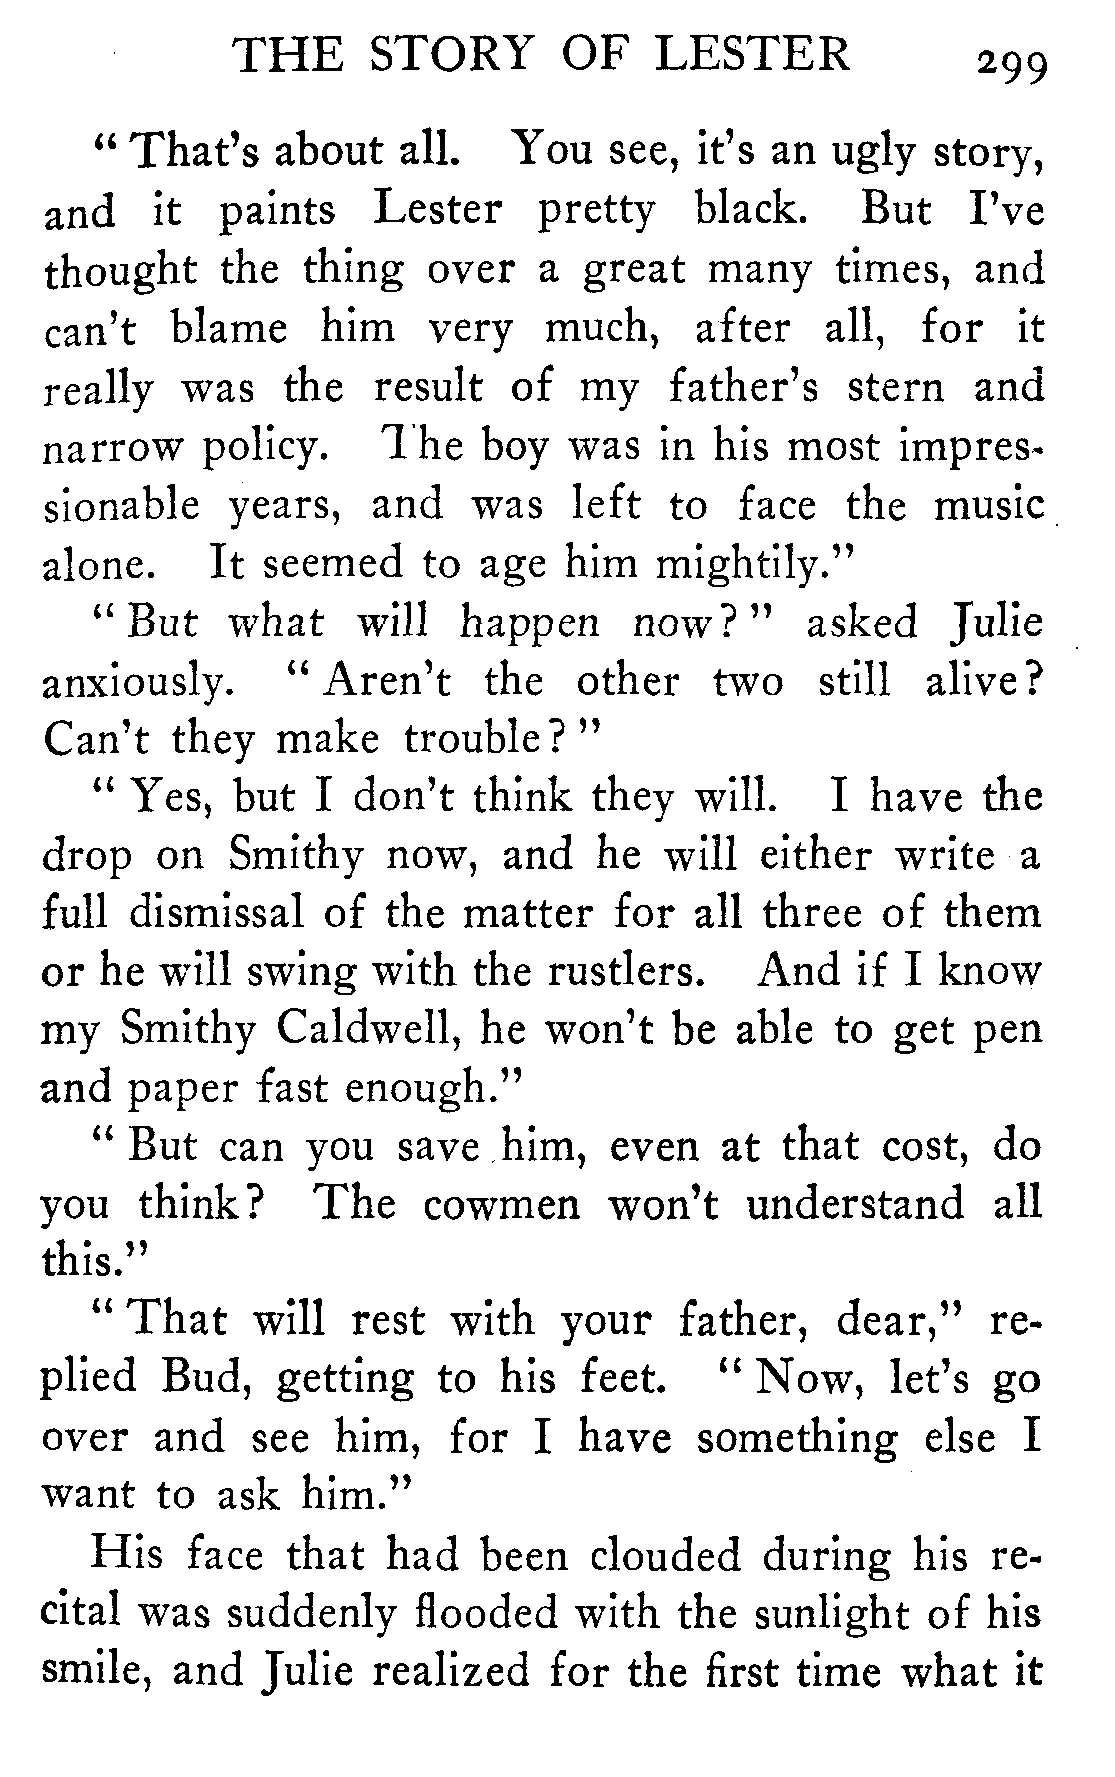 THE STORY OF LESTER 299
“ That’s about all. You see, it’s an ugly story,
and it paints Lester pretty black. But I’ve
thought the thing over a great many times, and
can’t blame him very much, after all, for it
really was the result of my father’s stern and
narrow policy. The boy was in his most impres-
sionable years, and was left to face the music
alone. It seemed to age him mightily.”
“ But what will happen now? ” asked Julie
anxiously. “ Aren’t the other two still alive?
Can’t they make trouble? ”
“ Yes, but I don’t think they will. I have the
drop on Smithy now, and he will either write a
full dismissal of the matter for all three of them
or he will swing with the rustlers. And if I know
my Smithy Caldwell, he won’t be able to get pen
and paper fast enough.”
“ But can you save him, even at that cost, do
you think? The cowmen won’t understand all
this.”
“ That will rest with your father, dear,” re-
plied Bud, getting to his feet. “ Now, let’s go
over and see him, for I have something else I
want to ask him.”
His face that had been clouded during his re-
cital was suddenly flooded with the sunlight of his
smile, and Julie realized for the first time what it